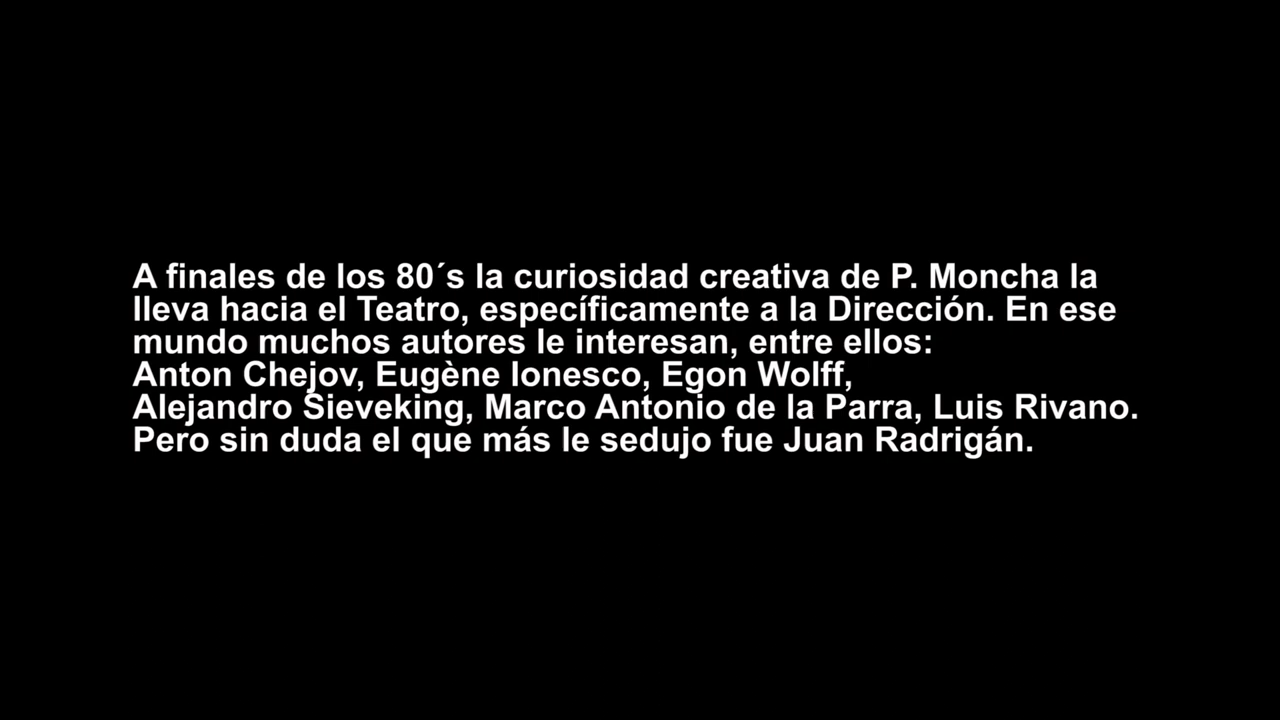 A finales de los 80´s la curiosidad creativa de P. Moncha la
lleva hacia el Teatro, específicamente a la Dirección. En ese
mundo muchos autores le interesan, entre ellos:
Anton Chejov, Eugène Ionesco, Egon Wolff,
Alejandro Sieveking, Marco Antonio de la Parra, Luis Rivano.
Pero sin duda el que más le sedujo fue Juan Radrigán.